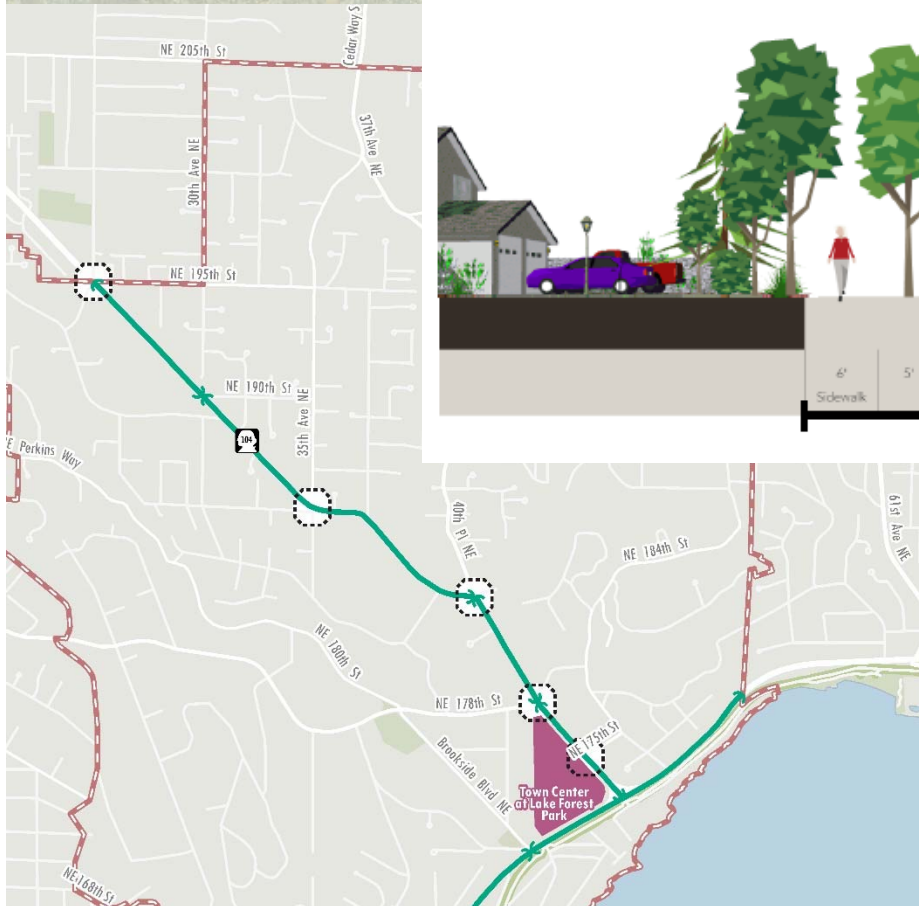 NE 205th St
Cedar Way S
37th Ave NE
30th Ave NE
NE 195th St
NE 190th St
35th Ave NE
104
E Perkins Way
6'
5'
Sidewalk
40th Pl NE
61st Ave NE
NE 184th St
NE 180th St
NE 178th St
NE 175th St
Brookside Blvd NE
Town Center
at Lake Forest
Park
NE 168th St